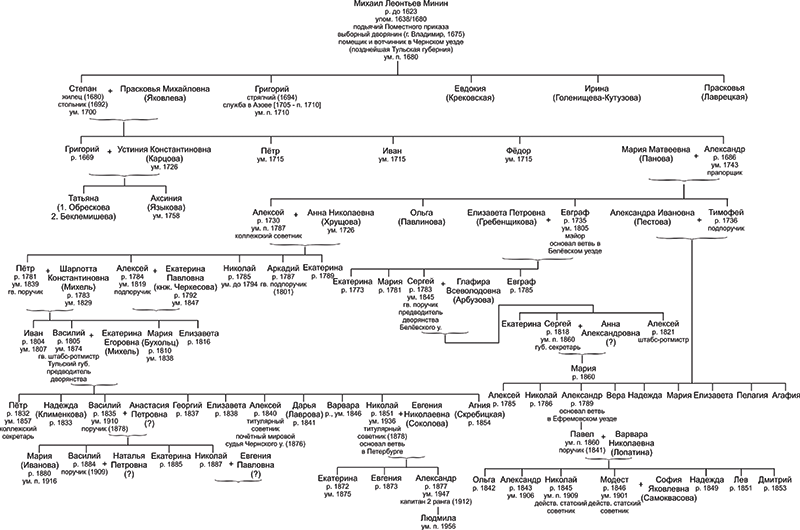 Михаил Леонтьев Минин
р. до 1623
упом. 1638/1680
подьячий Поместного приказа
выборный дворянин (г. Владимир, 1675)
помещик и вотчинник в Чернском уезде
(позднейшая Тульская губерния)
ум. п. 1680
Степан
жилец (1680)
стольник (1692)
ум. 1700
+
Прасковья Михайловна
(Яковлева)
Григорий
стряпчий (1694)
служба в Азове [1705 - п. 1710]
ум. п. 1710
Евдокия
(Крековская)
Ирина
(Голенищева-Кутузова)
Прасковья
(Лаврецкая)
Григорий
р. 1669
+
Устиния Константиновна
(Карцова)
ум. 1726
Пётр
ум. 1715
Иван
ум. 1715
Фёдор
ум. 1715
Мария Матвеевна
(Панова)
+
Александр
р. 1686
ум. 1743
прапорщик
Татьяна
(1. Обрескова
2. Беклемишева)
Аксиния
(Языкова)
ум. 1758
Алексей
р. 1730
ум. п. 1787
коллежский советник
+
Анна Николаевна
(Хрущова)
ум. 1726
Ольга
(Павлинова)
Елизавета Петровна
(Гребенщикова)
+
Евграф
р. 1735
ум. 1805
майор
основал ветвь в
Белёвском уезде
Александра Ивановна
(Пестова)
+
Тимофей
р. 1736
подпоручик
Пётр
р. 1781
ум. 1839
гв. поручик
+
Шарлотта
Константиновна
(Михель)
р. 1783
ум. 1829
Алексей
р. 1784
ум. 1819
подпоручик
+
Екатерина
Павловна
(княж. Черкесова)
р. 1792
ум. 1847
Николай
р. 1785
ум. до 1794
Аркадий
р. 1787
гв. подпоручик
(1801)
Екатерина
р. 1789
Екатерина
р. 1773
Мария
р. 1781
Сергей
р. 1783
ум. 1845
гв. поручик
предводитель
дворянства
Белёвского у.
+
Глафира
Всеволодовна
(Арбузова)
Евграф
р. 1785
Екатерина
Сергей
р. 1818
ум. п. 1860
губ. секретарь
+
Анна
Александровна
(?)
Алексей
р. 1821
штабс-ротмистр
Мария
р. 1860
Иван
р. 1804
ум. 1807
Василий
р. 1805
ум. 1874
гв. штабс-ротмистр
Тульский губ.
предводитель
дворянства
+
Екатерина
Егоровна
(Михель)
Мария
(Бухольц)
р. 1810
ум. 1838
Елизавета
р. 1816
Алексей
р. 1785
Николай
р. 1786
Александр
р. 1789
основал ветвь
в Ефремовском уезде
Вера
Надежда
Мария
Елизавета
Пелагия
Агафия
Пётр
р. 1832
ум. 1857
коллежский
секретарь
Надежда
(Клименкова)
р. 1833
Василий
р. 1835
ум. 1910
поручик (1878)
+
Анастасия
Петровна
(?)
Георгий
р. 1837
Елизавета
р. 1838
Алексей
р. 1840
титулярный
советник
почётный мировой
судья Чернского у. (1876)
Дарья
(Лаврова)
р. 1841
Варвара
р., ум. 1846
Николай
р. 1851
ум. 1936
титулярный
советник (1878)
основал ветвь
в Петербурге
+
Евгения
Николаевна
(Соколова)
Агния
(Скребицкая)
р. 1854
Павел
ум. п. 1860
поручик (1841)
+
Варвара
Николаевна
(Лопатина)
Мария
(Иванова)
р. 1880
ум. п. 1916
Василий
р. 1884
поручик (1909)
+
Наталья
Петровна
(?)
Екатерина
р. 1885
Николай
р. 1887
+
Евгения
Павловна
(?)
Екатерина
р. 1872
ум. 1875
Евгений
р. 1873
Александр
р. 1877
ум. 1947
капитан 2 ранга (1912)
Людмила
ум. п. 1956
Ольга
р. 1842
Александр
р. 1843
ум. 1906
Николай
р. 1845
ум. п. 1909
действ. статский
советник
Модест
р. 1846
ум. 1901
действ. статский
советник
+
София
Яковлевна
(Самоквасова)
Надежда
р. 1849
Лев
р. 1851
Дмитрий
р. 1853